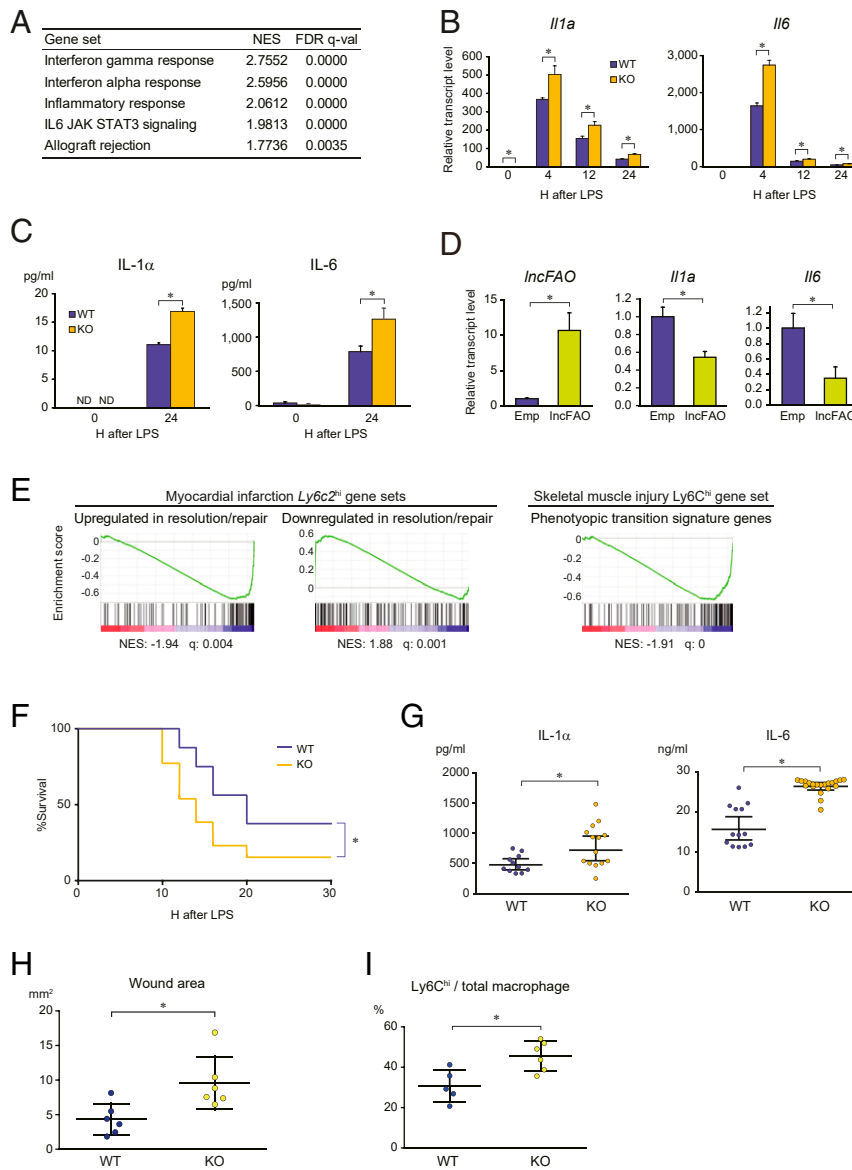 A
Gene set NES FDR q-val
Interferon gamma response 2.7552 0.0000
Interferon alpha response 2.5956 0.0000
Inflammatory response 2.0612 0.0000
IL6 JAK STAT3 signaling 1.9813 0.0000
Allograft rejection 1.7736 0.0035
B
Il1a
Relative transcript level
600
500
400
300
200
100
0
* * * *
WT
KO
0 4 12 24
H after LPS
Il6
3,000
2,000
1,000
0
* * *
0 4 12 24
H after LPS
C
IL-1α
pg/ml
20
15
10
5
0
WT
KO
ND ND
*
0 24
H after LPS
IL-6
pg/ml
1,500
1,000
500
0
*
0 24
H after LPS
D
Relative transcript level
lncFAO
15
10
5
0
*
Emp lncFAO
Il1a
1.2
1.0
0.8
0.6
0.4
0.2
0
*
Emp lncFAO
Il6
1.2
1.0
0.8
0.6
0.4
0.2
0
*
Emp lncFAO
E
Myocardial infarction Ly6c2hi gene sets
Skeletal muscle injury Ly6Chi gene set
Upregulated in resolution/repair
Downregulated in resolution/repair
Phenotyopic transition signature genes
Enrichment score
0
-0.2
-0.4
-0.6
NES: -1.94 q: 0.004
0.6
0.4
0.2
0
NES: 1.88 q: 0.001
0
-0.2
-0.4
-0.6
NES: -1.91 q: 0
F
%Survival
100
50
0
WT
KO
*
0 10 20 30
H after LPS
G
IL-1α
pg/ml
2000
1500
1000
500
0
*
WT KO
IL-6
ng/ml
30
20
10
0
*
WT KO
H
Wound area
mm2
20
15
10
5
0
*
WT KO
I
Ly6Chi / total macrophage
%
60
40
20
0
*
WT KO